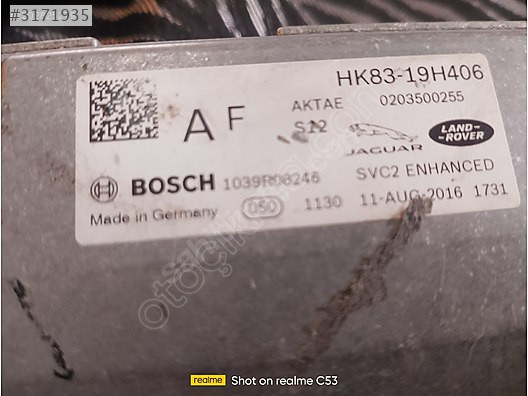 #3171935
HK83-19H406
AKTAE 0203500255
A F
S12
JAGUAR LAND-ROVER
BOSCH 1039R08246 SVC2 ENHANCED
Made in Germany 050 1130 11-AUG-2016 1731
realme Shot on realme C53